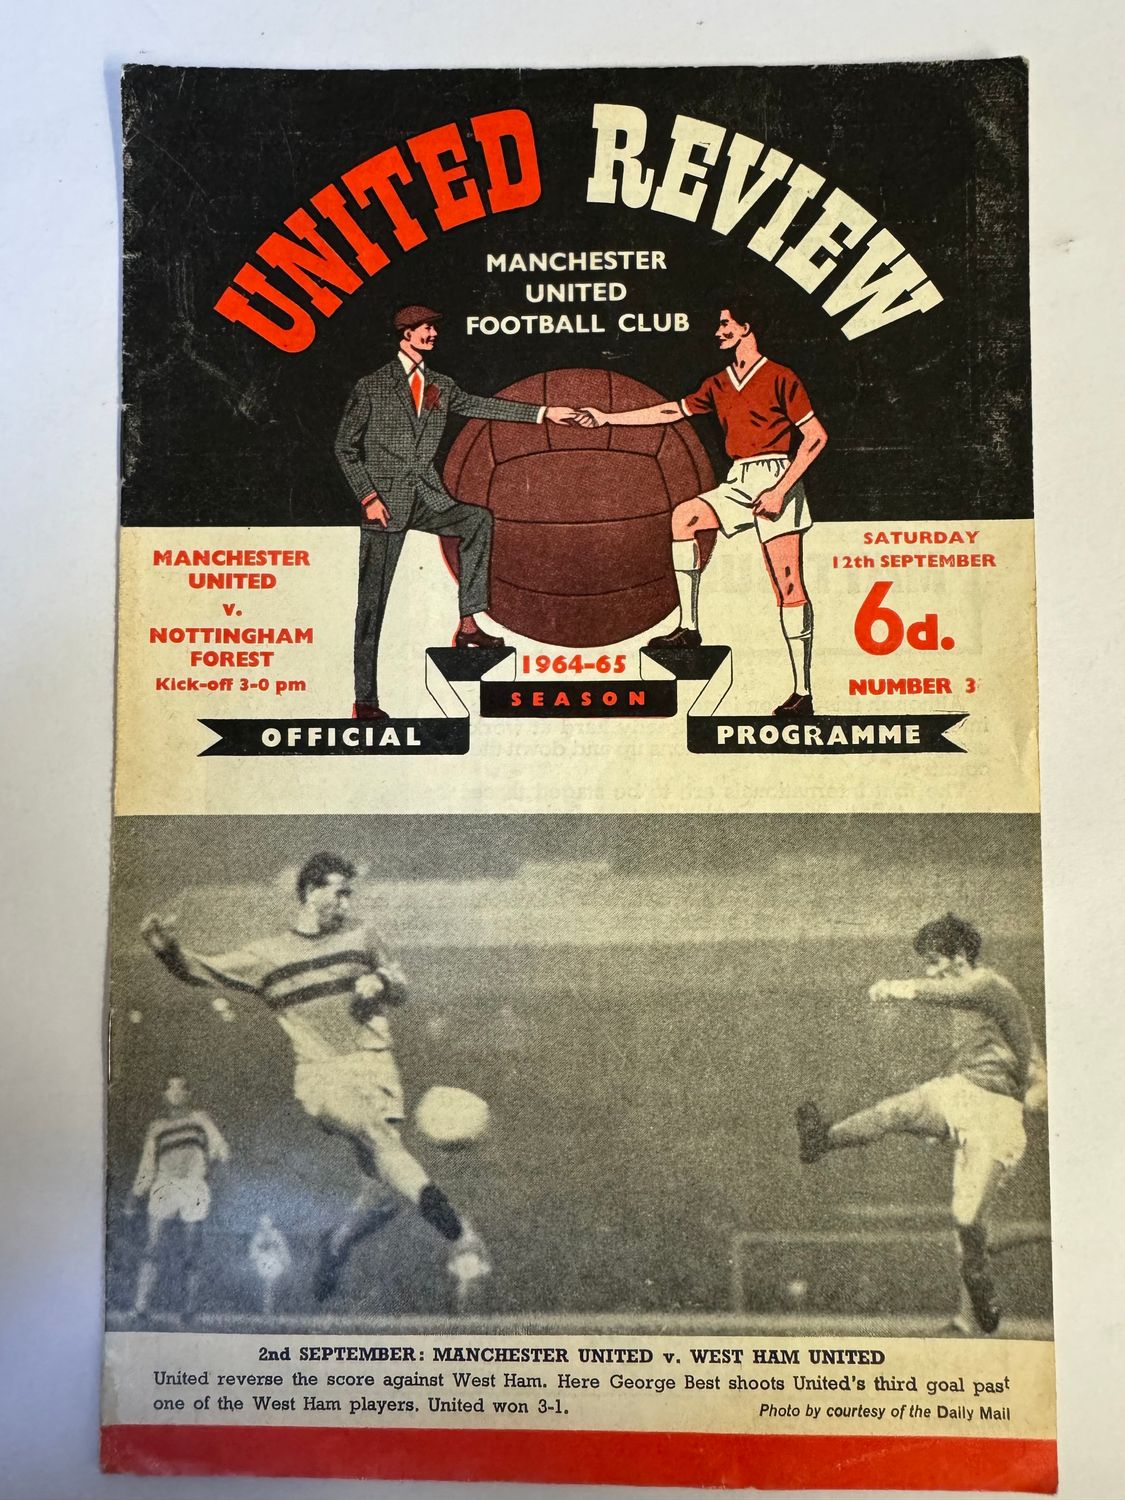 UNITED REVIEW
MANCHESTER
UNITED
FOOTBALL CLUB
MANCHESTER
UNITED
v.
NOTTINGHAM
FOREST
Kick-off 3-0 pm
SATURDAY
12th SEPTEMBER
6d.
NUMBER 3
1964-65
SEASON
OFFICIAL
PROGRAMME
2nd SEPTEMBER: MANCHESTER UNITED v. WEST HAM UNITED
United reverse the score against West Ham. Here George Best shoots United's third goal past
one of the West Ham players. United won 3-1.
Photo by courtesy of the Daily Mail